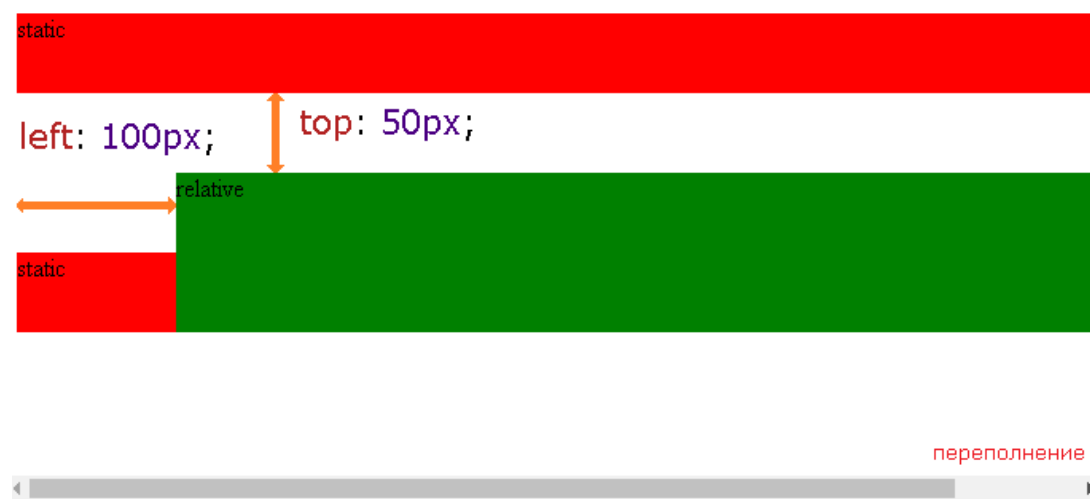 static
left: 100px;
top: 50px;
relative
static
переполнение